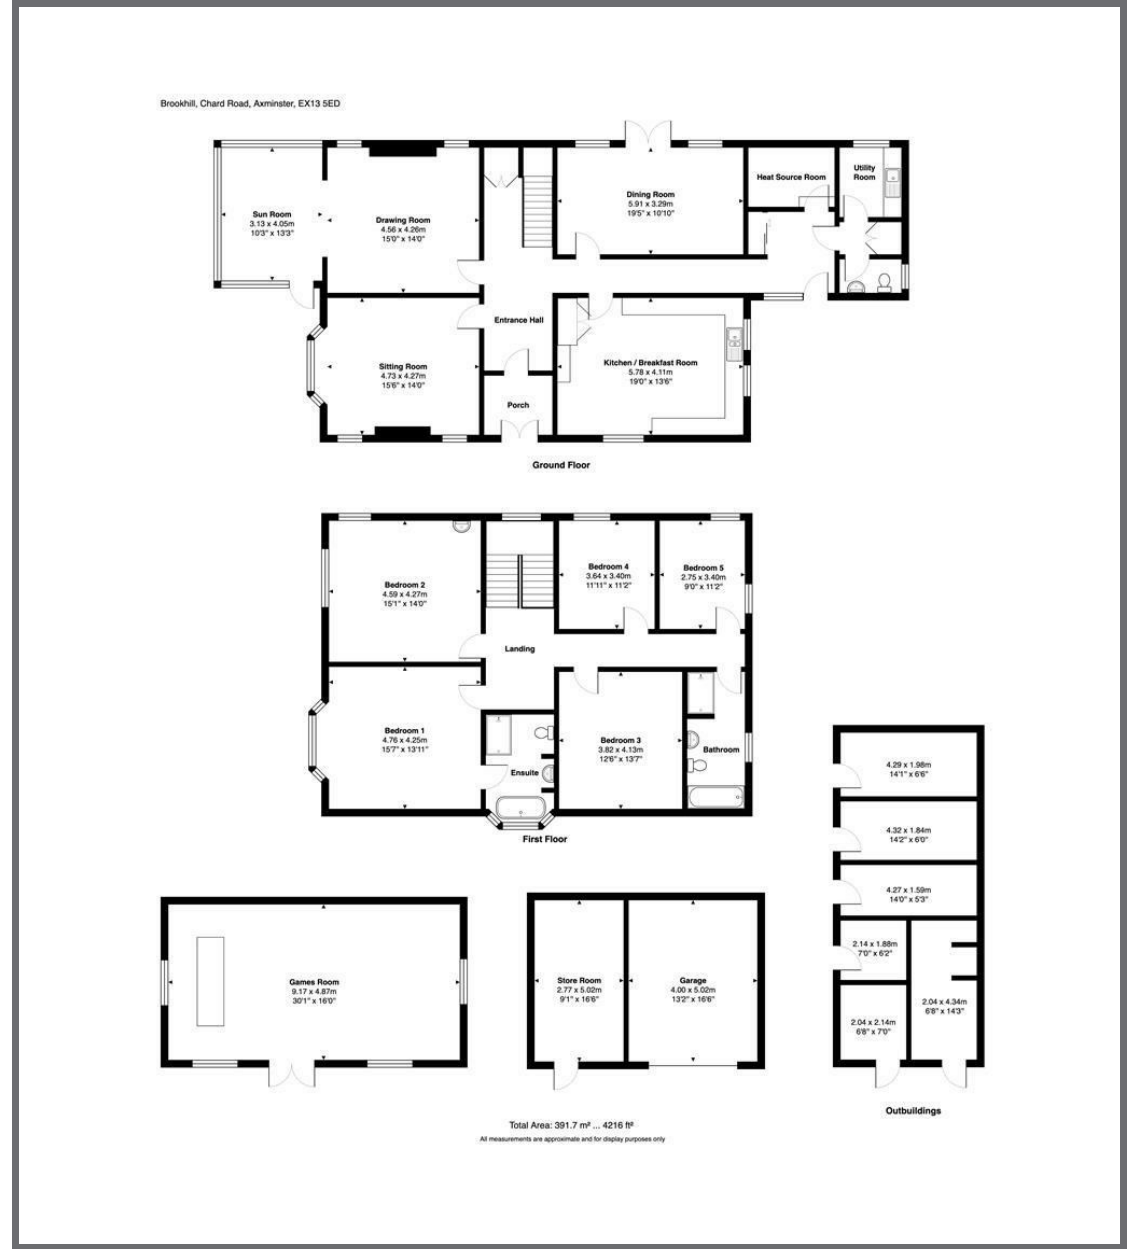 Brookhill, Chard Road, Axminster, EX13 5ED
Sun Room
3.13 x 4.05m
10'3" x 13'3"
Drawing Room
4.56 x 4.26m
15'0" x 14'0"
Dining Room
5.91 x 3.29m
19'5" x 10'10"
Heat Source Room
Utility
Room
Entrance Hall
Sitting Room
4.73 x 4.27m
15'6" x 14'0"
Kitchen / Breakfast Room
5.78 x 4.11m
19'0" x 13'6"
Porch
Ground Floor
Bedroom 2
4.59 x 4.27m
15'1" x 14'0"
Bedroom 4
3.64 x 3.40m
11'11" x 11'2"
Bedroom 5
2.75 x 3.40m
9'0" x 11'2"
Landing
Bedroom 1
4.76 x 4.25m
15'7" x 13'11"
Ensuite
Bedroom 3
3.82 x 4.13m
12'6" x 13'7"
Bathroom
First Floor
4.29 x 1.98m
14'1" x 6'6"
4.32 x 1.84m
14'2" x 6'0"
4.27 x 1.59m
14'0" x 5'3"
2.14 x 1.88m
7'0" x 6'2"
2.04 x 4.34m
6'8" x 14'3"
2.04 x 2.14m
6'8" x 7'0"
Outbuildings
Games Room
9.17 x 4.87m
30'1" x 16'0"
Store Room
2.77 x 5.02m
9'1" x 16'6"
Garage
4.00 x 5.02m
13'2" x 16'6"
Total Area: 391.7 m² ... 4216 ft²
All measurements are approximate and for display purposes only